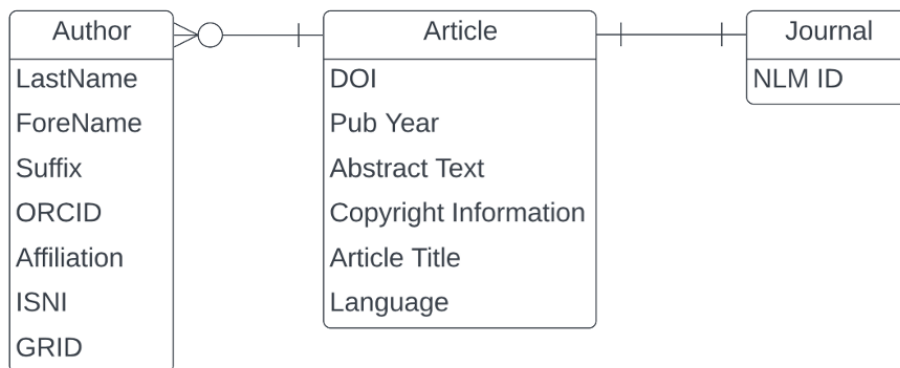 Author
LastName
ForeName
Suffix
ORCID
Affiliation
ISNI
GRID
Article
DOI
Pub Year
Abstract Text
Copyright Information
Article Title
Language
Journal
NLM ID